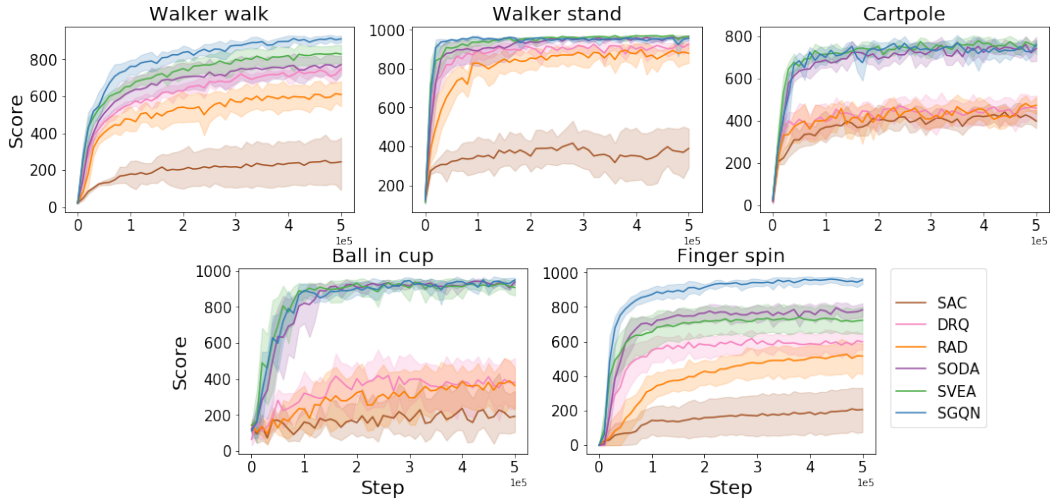 Walker walk
Walker stand
Cartpole
Score
800
600
400
200
0
0 1 2 3 4 5
1e5
1000
800
600
400
200
0 1 2 3 4 5
1e5
800
600
400
200
0
0 1 2 3 4 5
1e5
Ball in cup
Finger spin
Score
1000
800
600
400
200
0
0 1 2 3 4 5
1e5
Step
1000
800
600
400
200
0
0 1 2 3 4 5
1e5
Step
SAC
DRQ
RAD
SODA
SVEA
SGQN